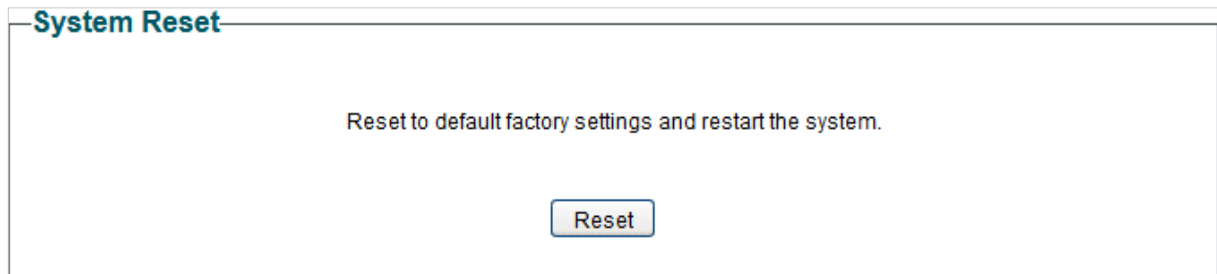 System Reset
Reset to default factory settings and restart the system.
Reset